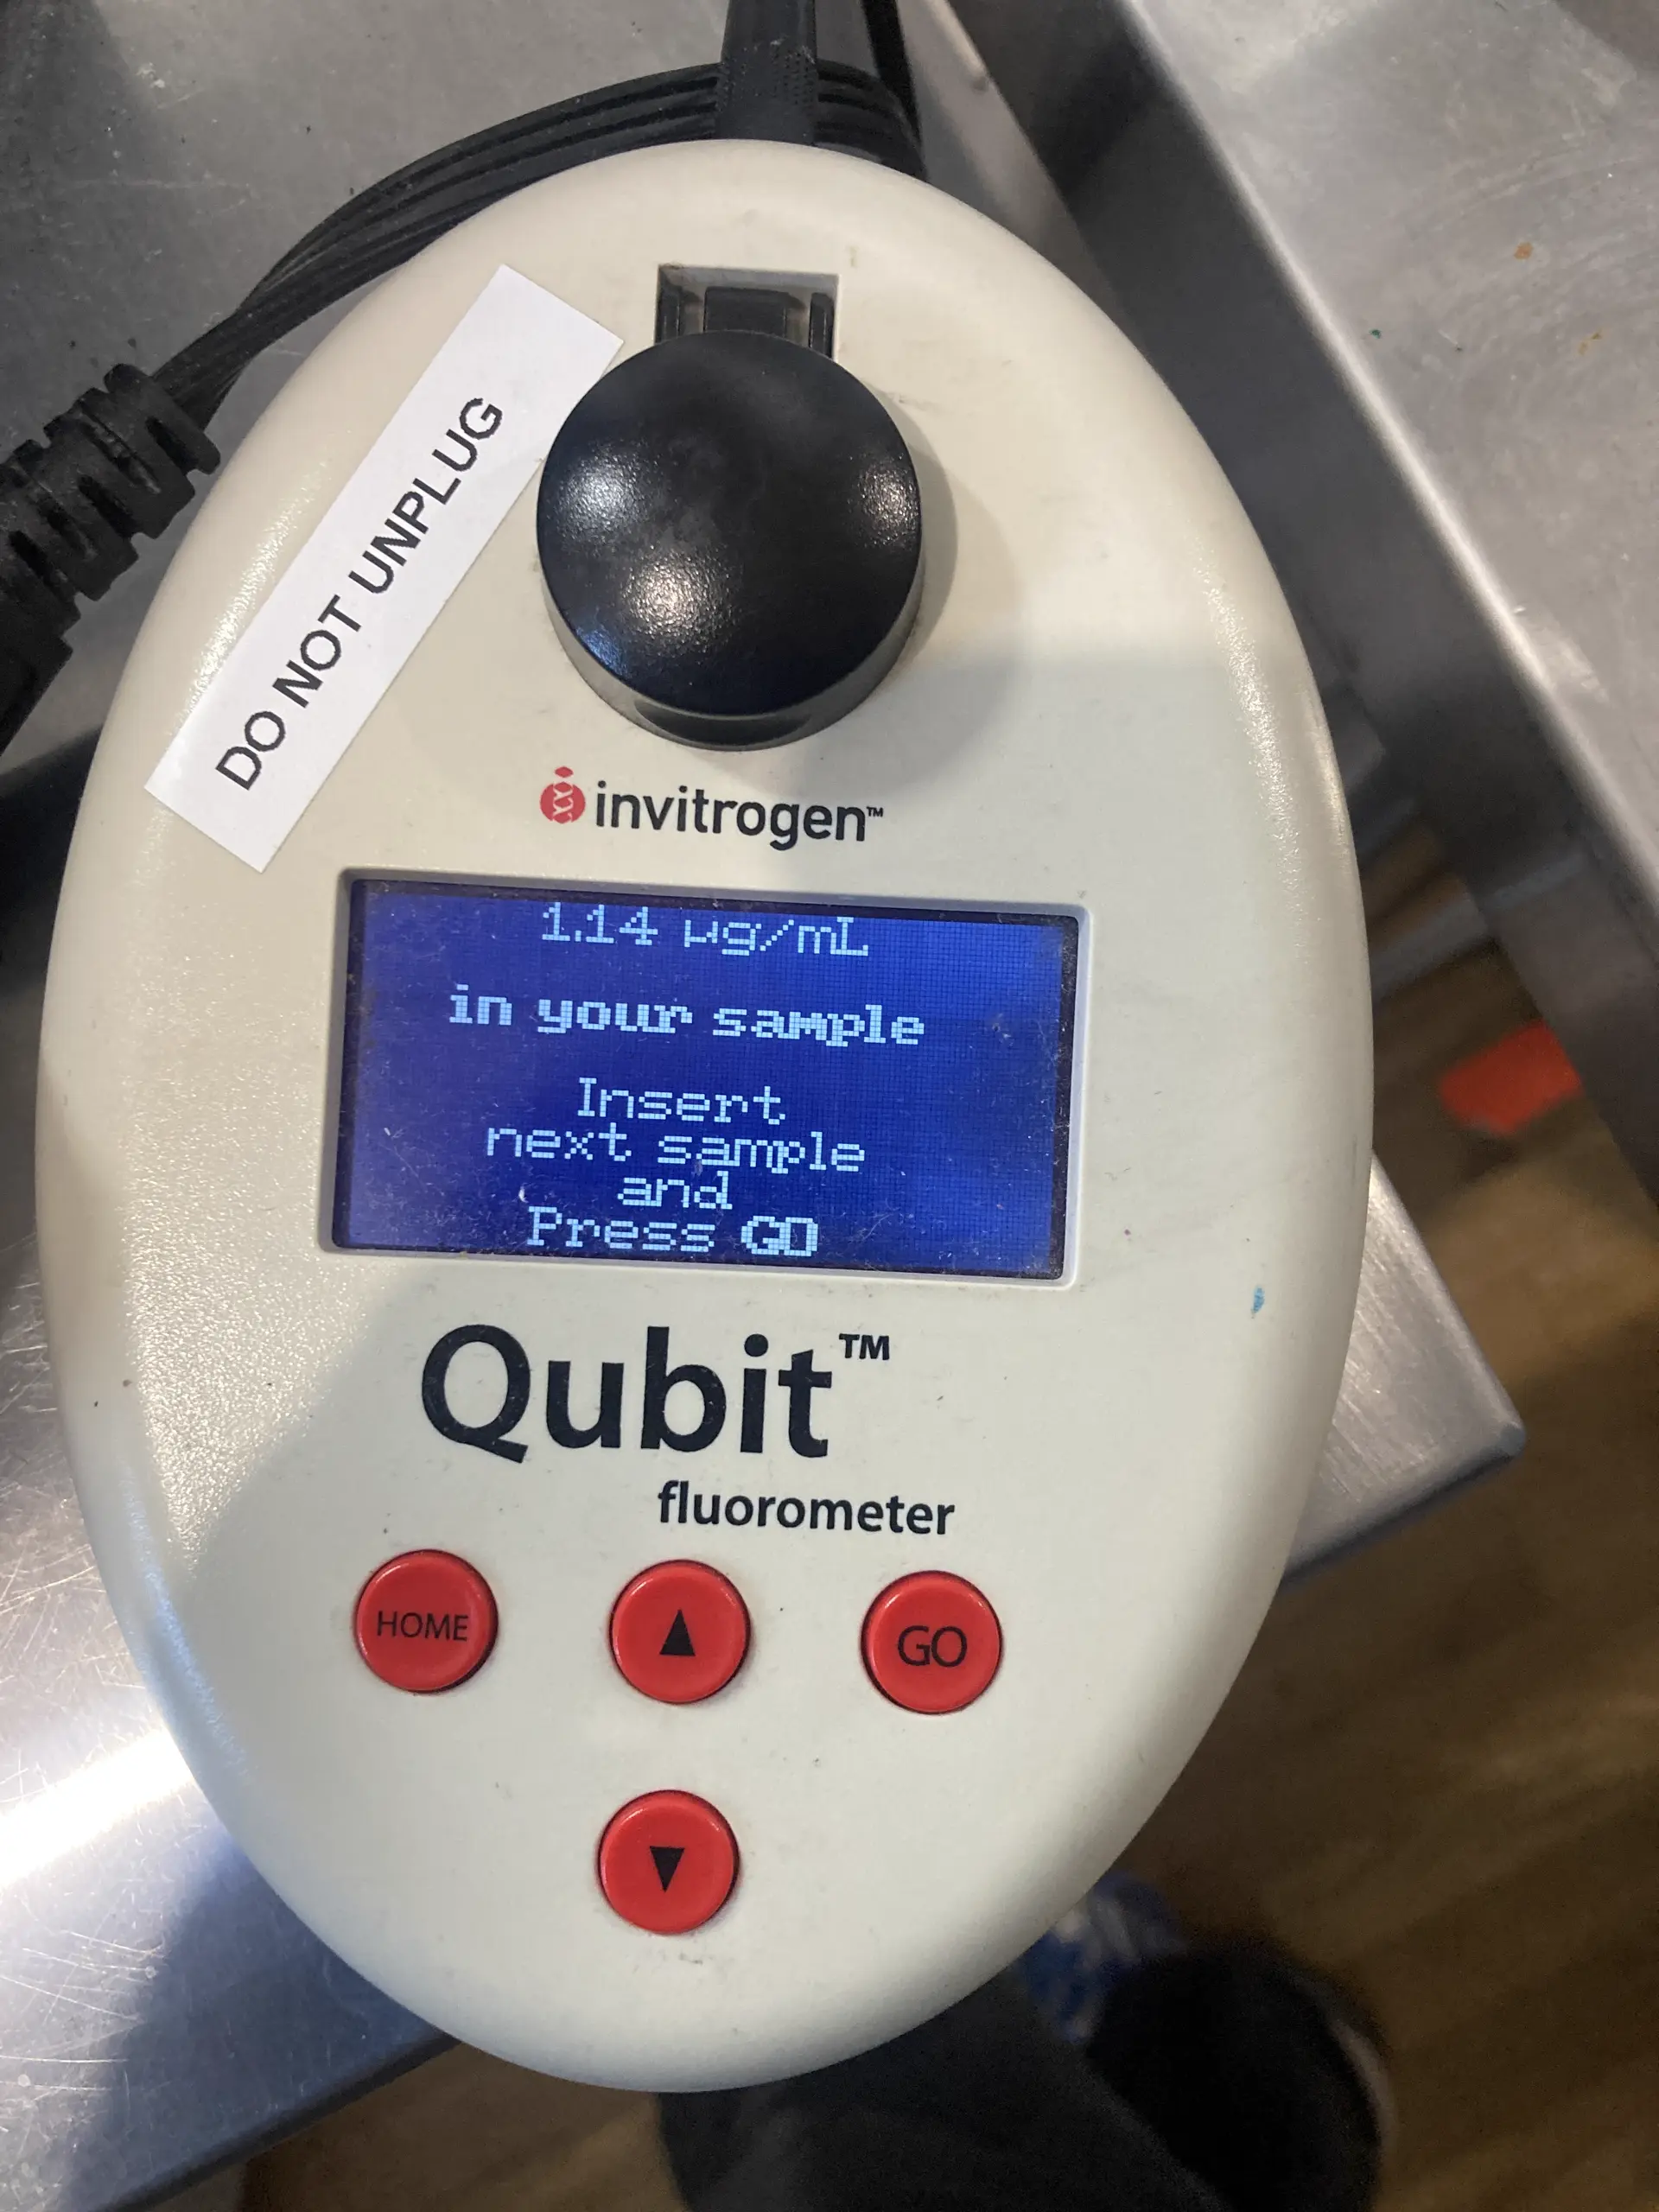 DO NOT UNPLUG
invitrogen™
1.14 µg/mL
in your sample
Insert
next sample
and
Press GO
Qubit™
fluorometer
HOME
▲
GO
▼